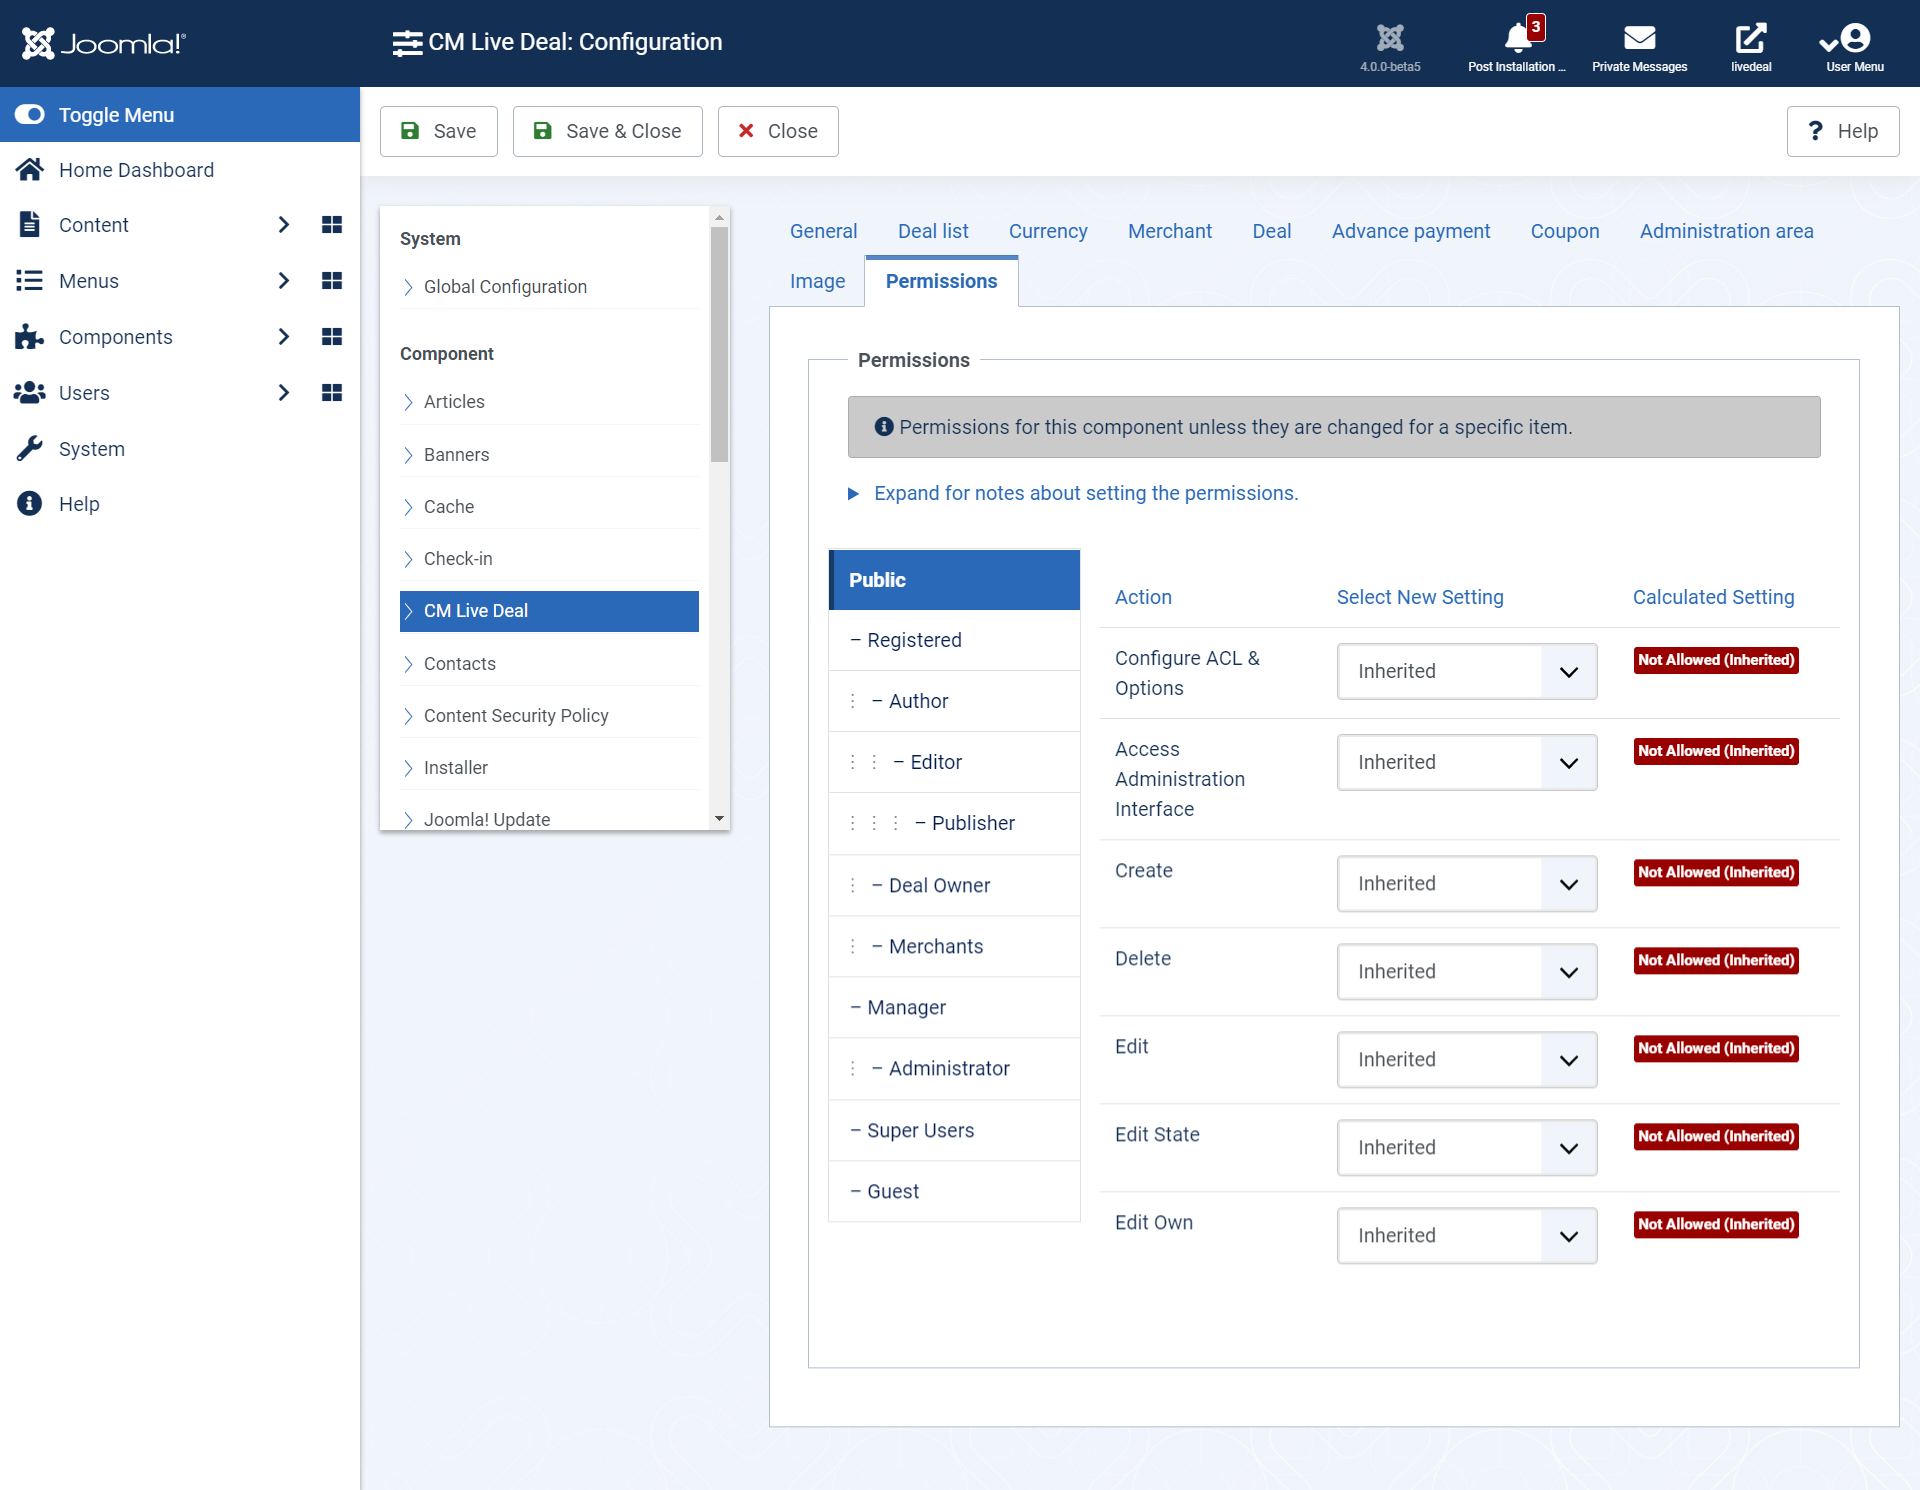 Joomla!®
CM Live Deal: Configuration
4.0.0-beta5
3
Post Installation ...
Private Messages
livedeal
User Menu
Toggle Menu
Home Dashboard
Content
Menus
Components
Users
System
Help
Save
Save & Close
Close
? Help
System
Global Configuration
Component
Articles
Banners
Cache
Check-in
CM Live Deal
Contacts
Content Security Policy
Installer
Joomla! Update
General
Deal list
Currency
Merchant
Deal
Advance payment
Coupon
Administration area
Image
Permissions
Permissions
Permissions for this component unless they are changed for a specific item.
Expand for notes about setting the permissions.
Public
– Registered
⋮ – Author
⋮ ⋮ – Editor
⋮ ⋮ ⋮ – Publisher
⋮ – Deal Owner
⋮ – Merchants
– Manager
⋮ – Administrator
– Super Users
– Guest
Action Select New Setting Calculated Setting
Configure ACL &
Options
Inherited
Not Allowed (Inherited)
Access
Administration
Interface
Inherited
Not Allowed (Inherited)
Create
Inherited
Not Allowed (Inherited)
Delete
Inherited
Not Allowed (Inherited)
Edit
Inherited
Not Allowed (Inherited)
Edit State
Inherited
Not Allowed (Inherited)
Edit Own
Inherited
Not Allowed (Inherited)